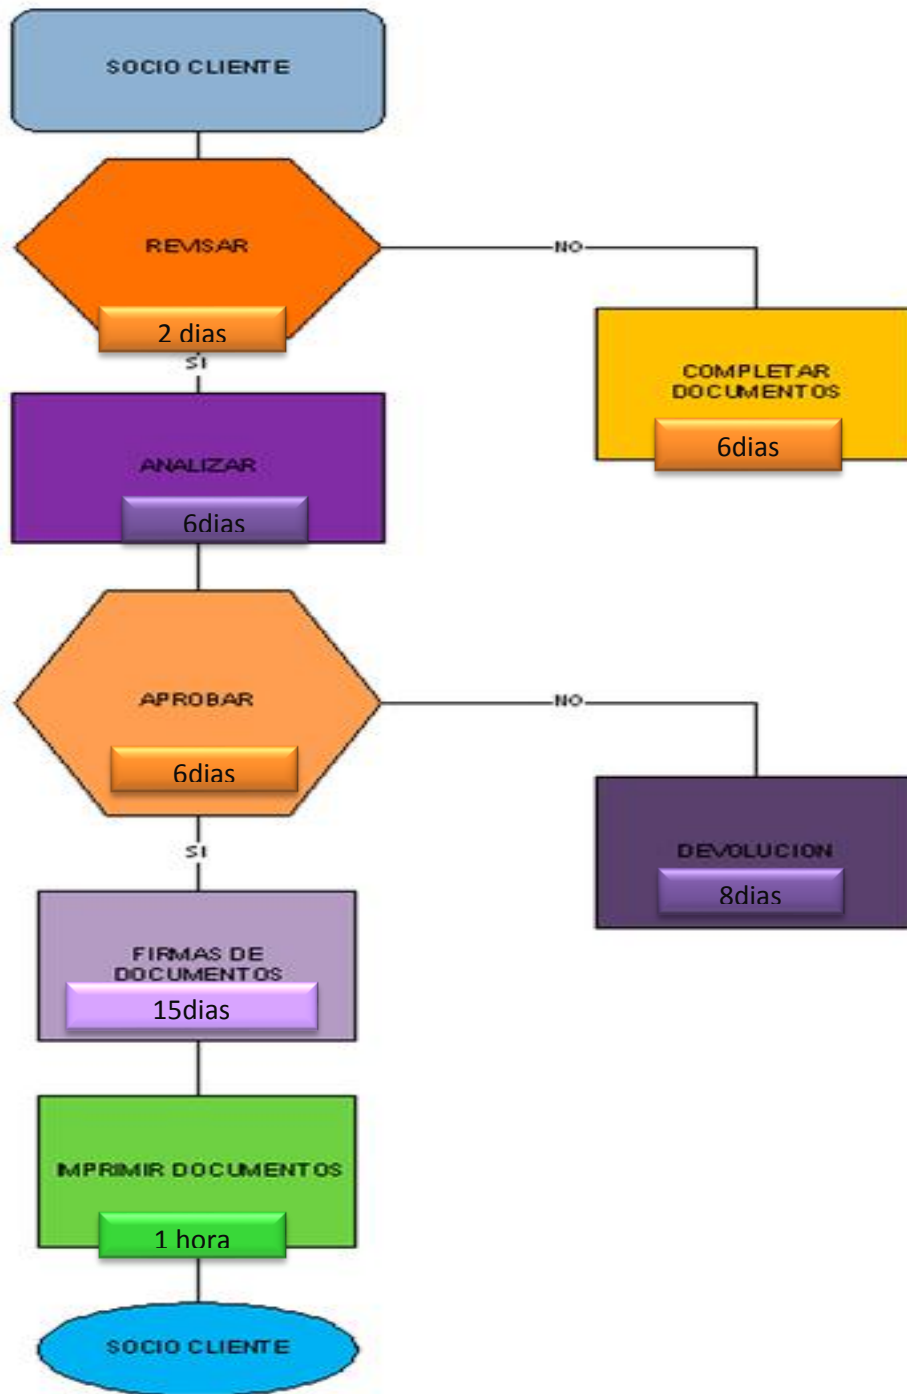 SOCIO CLIENTE
REVISAR
NO
2 dias
SI
COMPLETAR
DOCUMENTOS
6dias
ANALIZAR
6dias
APROBAR
NO
6dias
SI
DEVOLUCION
8dias
FIRMAS DE
DOCUMENTOS
15dias
IMPRIMIR DOCUMENTOS
1 hora
SOCIO CLIENTE